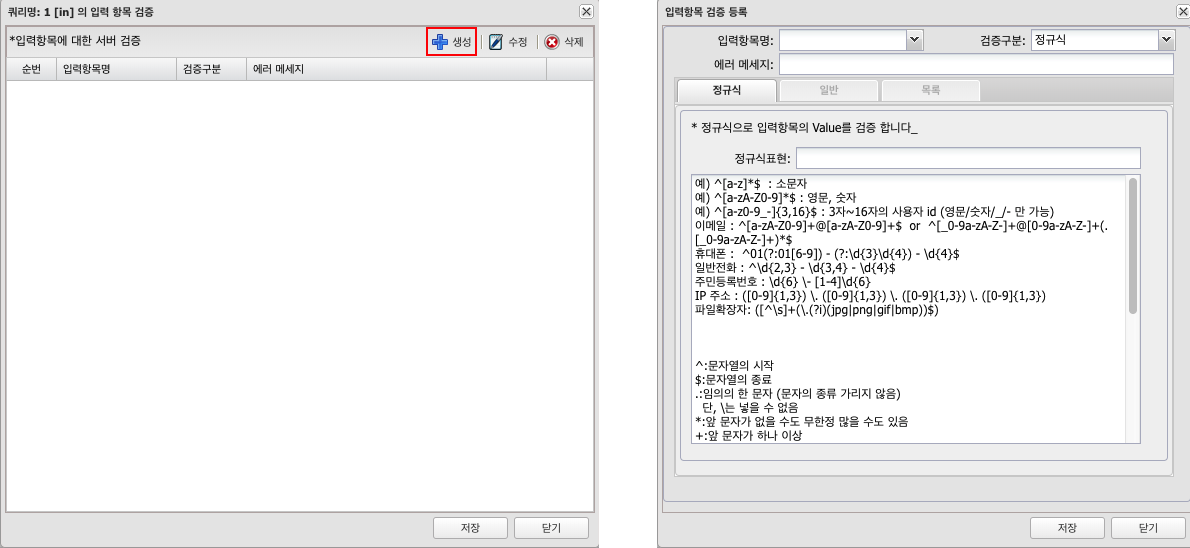 쿼리명: 1 [in] 의 입력 항목 검증
*입력항목에 대한 서버 검증
생성
수정
삭제
순번 입력항목명 검증구분 에러 메세지
저장 닫기
입력항목 검증 등록
입력항목명: 검증구분: 정규식
에러 메세지:
정규식 일반 목록
* 정규식으로 입력항목의 Value를 검증 합니다_
정규식표현:
예) ^[a-z]*$ : 소문자
예) ^[a-zA-Z0-9]*$ : 영문, 숫자
예) ^[a-z0-9_-]{3,16}$ : 3자~16자의 사용자 id (영문/숫자/_/- 만 가능)
이메일 : ^[a-zA-Z0-9]+@[a-zA-Z0-9]+$ or ^[_0-9a-zA-Z-]+@[0-9a-zA-Z-]+(.
[_0-9a-zA-Z-]+)*$
휴대폰 : ^01(?:01[6-9]) - (?:\d{3}\d{4}) - \d{4}$
일반전화 : ^\d{2,3} - \d{3,4} - \d{4}$
주민등록번호 : \d{6} \- [1-4]\d{6}
IP 주소 : ([0-9]{1,3}) \. ([0-9]{1,3}) \. ([0-9]{1,3}) \. ([0-9]{1,3})
파일확장자: ([^\s]+(\.(?i)(jpg|png|gif|bmp))$)
^:문자열의 시작
$:문자열의 종료
.:임의의 한 문자 (문자의 종류 가리지 않음)
단, \는 넣을 수 없음
*:앞 문자가 없을 수도 무한정 많을 수도 있음
+:앞 문자가 하나 이상
저장 닫기